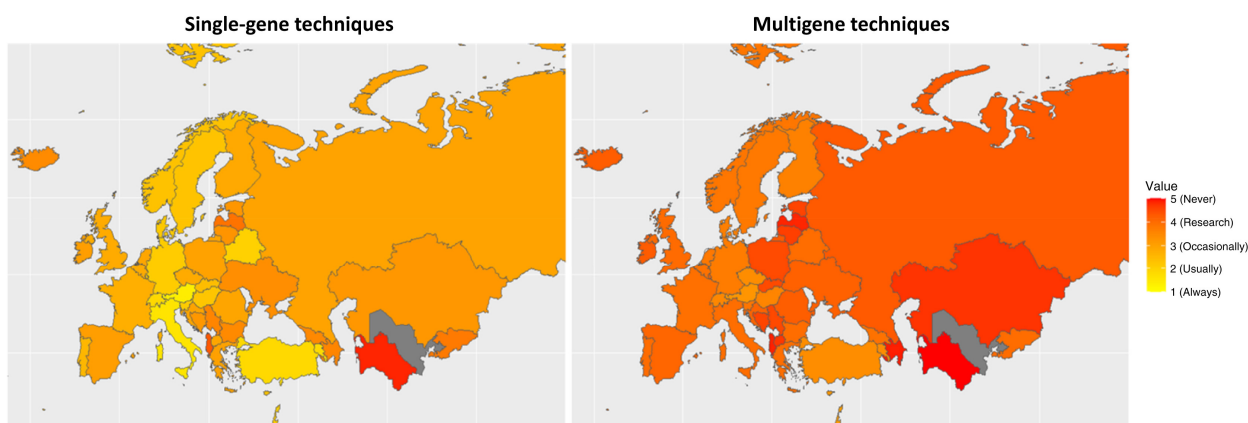 Single-gene techniques
Multigene techniques
Value
5 (Never)
4 (Research)
3 (Occasionally)
2 (Usually)
1 (Always)